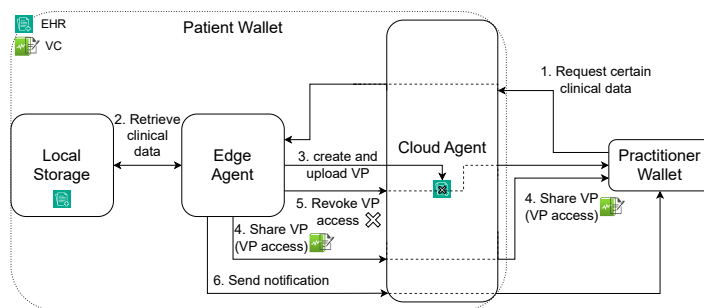 EHR
VC
Patient Wallet
1. Request certain
clinical data
2. Retrieve
clinical
data
Local
Storage
Edge
Agent
3. create and
upload VP
Cloud Agent
Practitioner
Wallet
5. Revoke VP
access
4. Share VP
(VP access)
4. Share VP
(VP access)
6. Send notification